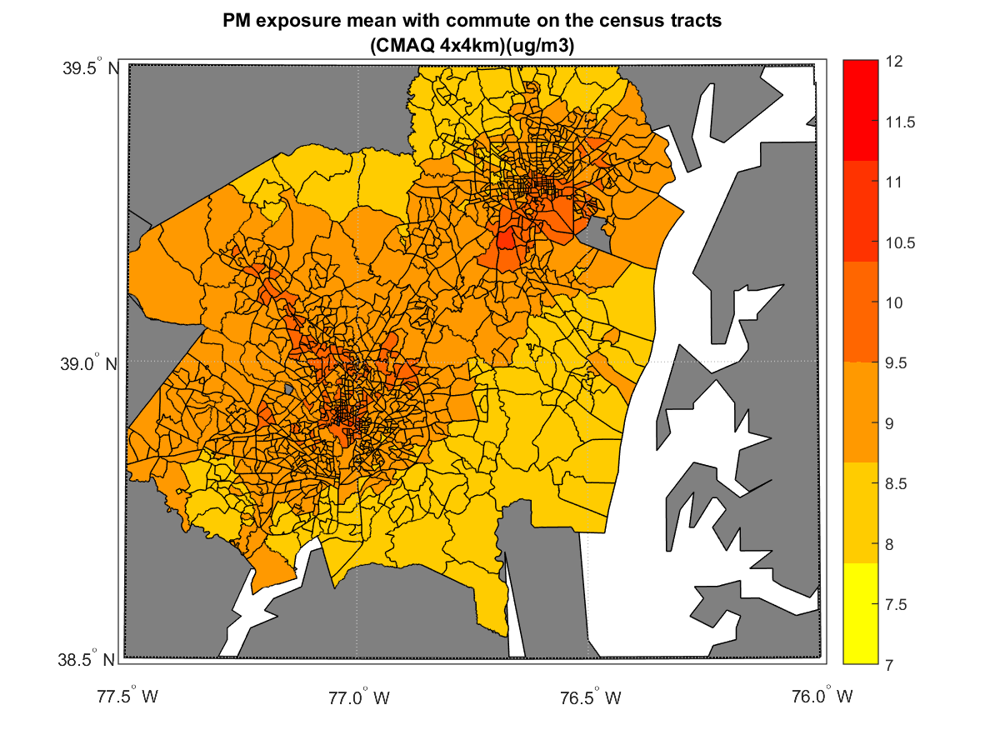 PM exposure mean with commute on the census tracts
(CMAQ 4x4km)(ug/m3)
39.5° N
39.0° N
38.5° N
77.5° W
77.0° W
76.5° W
76.0° W
12
11.5
11
10.5
10
9.5
9
8.5
8
7.5
7